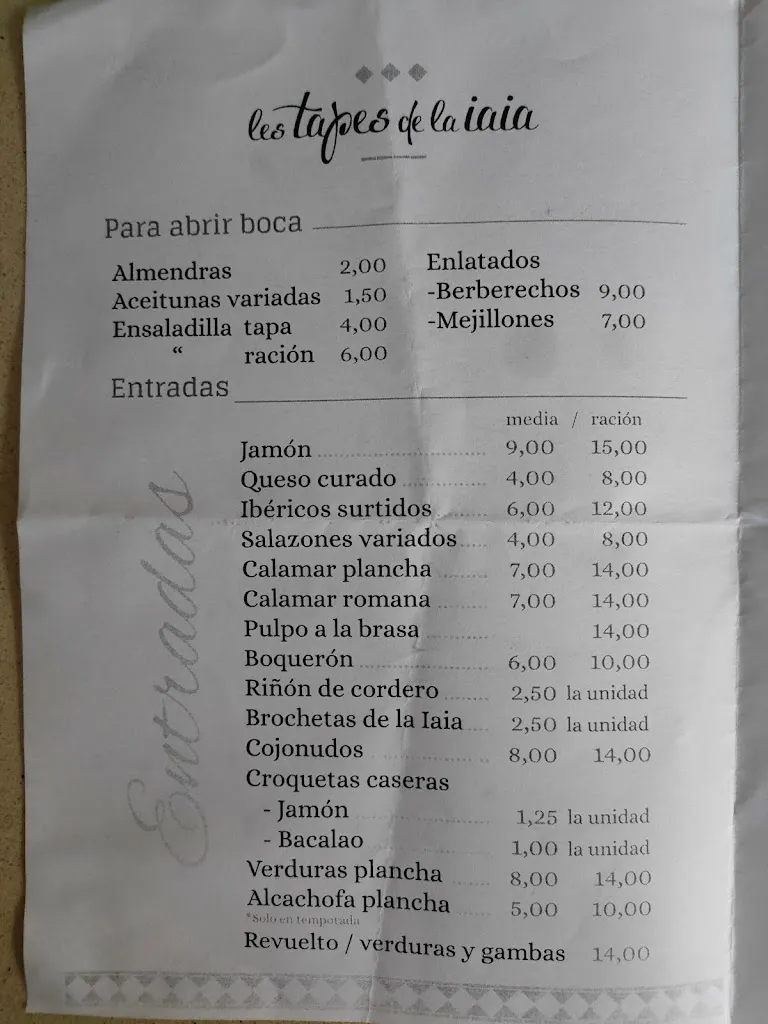 les tapes de la iaia
Para abrir boca
Almendras 2,00
Aceitunas variadas 1,50
Ensaladilla tapa 4,00
“ ración 6,00
Enlatados
-Berberechos 9,00
-Mejillones 7,00
Entradas
Entradas
media / ración
Jamón 9,00 15,00
Queso curado 4,00 8,00
Ibéricos surtidos 6,00 12,00
Salazones variados 4,00 8,00
Calamar plancha 7,00 14,00
Calamar romana 7,00 14,00
Pulpo a la brasa 14,00
Boquerón 6,00 10,00
Riñón de cordero 2,50 la unidad
Brochetas de la Iaia 2,50 la unidad
Cojonudos 8,00 14,00
Croquetas caseras
- Jamón 1,25 la unidad
- Bacalao 1,00 la unidad
Verduras plancha 8,00 14,00
Alcachofa plancha 5,00 10,00
*Solo en tempotada
Revuelto / verduras y gambas 14,00